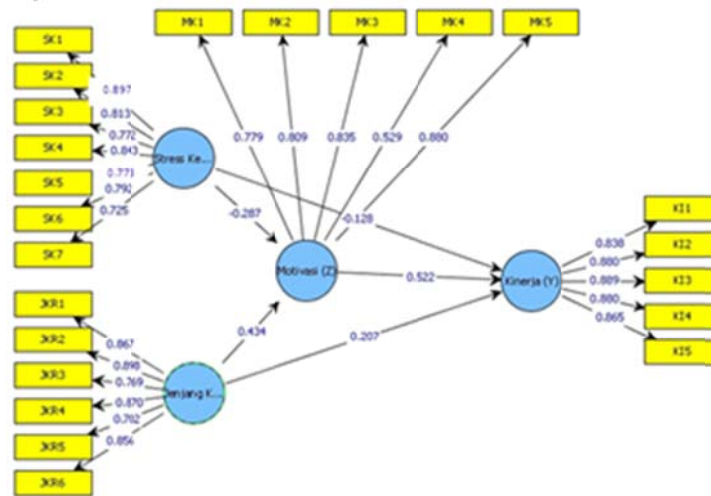 MK1 MK2 MK3 MK4 MK5
SK1
SK2
SK3
SK4
SK5
SK6
SK7
0.897
0.813
0.772
0.843
0.771
0.792
0.725
Stress Ke...
0.779
0.809
0.835
0.529
0.880
-0.287
-0.128
Motivasi (Z)
0.522
Kinerja (Y)
0.434
0.207
KI1
KI2
KI3
KI4
KI5
0.838
0.880
0.889
0.880
0.865
JKR1
JKR2
JKR3
JKR4
JKR5
JKR6
0.867
0.898
0.769
0.870
0.702
0.856
Jenjang K...